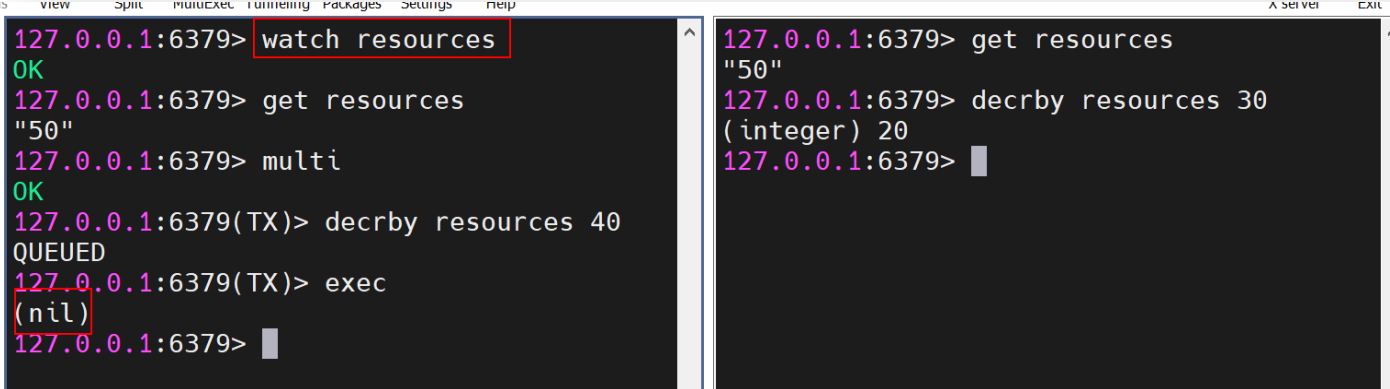 View Split MultiExec Tunneling Packages Settings Help X server Exit
127.0.0.1:6379> watch resources
OK
127.0.0.1:6379> get resources
"50"
127.0.0.1:6379> multi
OK
127.0.0.1:6379(TX)> decrby resources 40
QUEUED
127.0.0.1:6379(TX)> exec
(nil)
127.0.0.1:6379>
127.0.0.1:6379> get resources
"50"
127.0.0.1:6379> decrby resources 30
(integer) 20
127.0.0.1:6379>